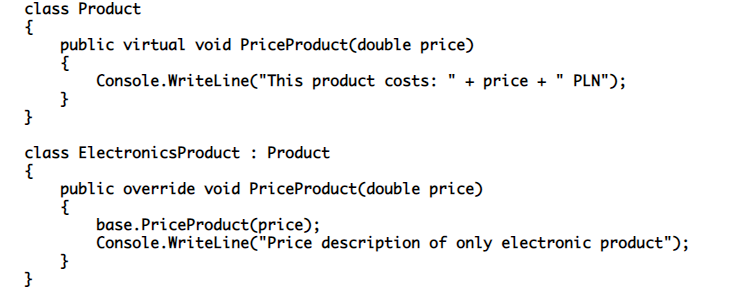 class Product
{
    public virtual void PriceProduct(double price)
    {
        Console.WriteLine("This product costs: " + price + " PLN");
    }
}

class ElectronicsProduct : Product
{
    public override void PriceProduct(double price)
    {
        base.PriceProduct(price);
        Console.WriteLine("Price description of only electronic product");
    }
}